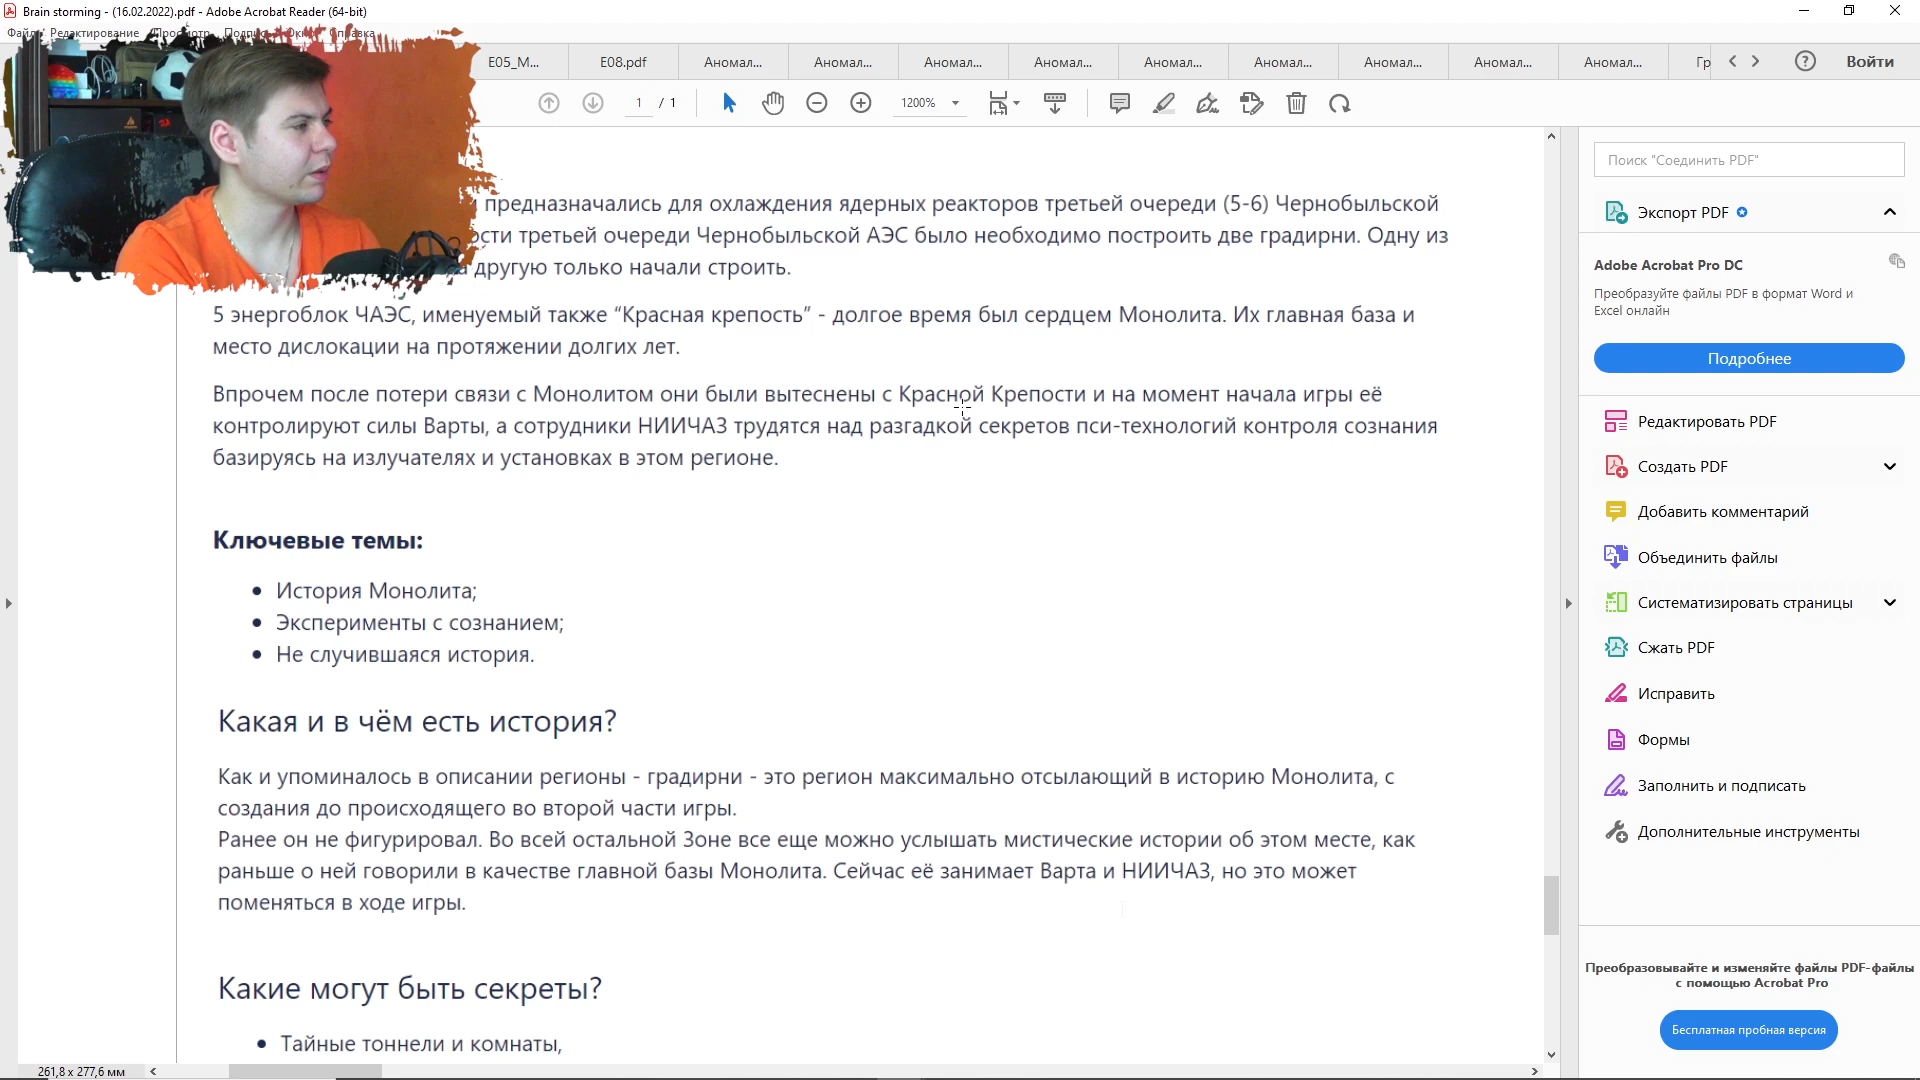 Brain storming - (16.02.2022).pdf - Adobe Acrobat Reader (64-bit)
Файл Редактирование Просмотр Подпись Окно Справка
E05_M... E08.pdf Аномал... Аномал... Аномал... Аномал... Аномал... Аномал... Аномал... Аномал... Аномал... Гр Войти
1 / 1 1200%
предназначались для охлаждения ядерных реакторов третьей очереди (5-6) Чернобыльской
третьей очереди Чернобыльской АЭС было необходимо построить две градирни. Одну из
другую только начали строить.
5 энергоблок ЧАЭС, именуемый также “Красная крепость” - долгое время был сердцем Монолита. Их главная база и
место дислокации на протяжении долгих лет.
Впрочем после потери связи с Монолитом они были вытеснены с Красной Крепости и на момент начала игры её
контролируют силы Варты, а сотрудники НИИЧАЗ трудятся над разгадкой секретов пси-технологий контроля сознания
базируясь на излучателях и установках в этом регионе.
Ключевые темы:
• История Монолита;
• Эксперименты с сознанием;
• Не случившаяся история.
Какая и в чём есть история?
Как и упоминалось в описании регионы - градирни - это регион максимально отсылающий в историю Монолита, с
создания до происходящего во второй части игры.
Ранее он не фигурировал. Во всей остальной Зоне все еще можно услышать мистические истории об этом месте, как
раньше о ней говорили в качестве главной базы Монолита. Сейчас её занимает Варта и НИИЧАЗ, но это может
поменяться в ходе игры.
Какие могут быть секреты?
• Тайные тоннели и комнаты,
261,8 x 277,6 мм
Поиск "Соединить PDF"
Экспорт PDF
Adobe Acrobat Pro DC
Преобразуйте файлы PDF в формат Word и
Excel онлайн
Подробнее
Редактировать PDF
Создать PDF
Добавить комментарий
Объединить файлы
Систематизировать страницы
Сжать PDF
Исправить
Формы
Заполнить и подписать
Дополнительные инструменты
Преобразовывайте и изменяйте файлы PDF-файлы
с помощью Acrobat Pro
Бесплатная пробная версия